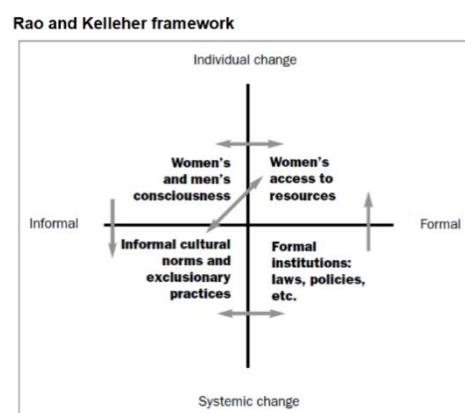 Rao and Kelleher framework
Individual change
Women's
and men's
consciousness
Women's
access to
resources
Informal
Formal
Informal cultural
norms and
exclusionary
practices
Formal
institutions:
laws, policies,
etc.
Systemic change